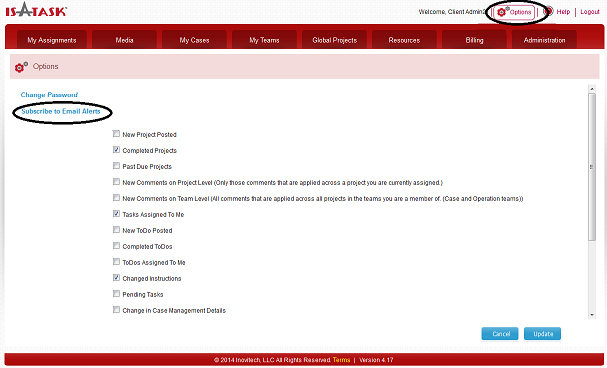 ISATASK
Welcome, Client Admin2 Options Help | Logout
My Assignments Media My Cases My Teams Global Projects Resources Billing Administration
Options
Change Password
Subscribe to Email Alerts
New Project Posted
Completed Projects
Past Due Projects
New Comments on Project Level (Only those comments that are applied across a project you are currently assigned.)
New Comments on Team Level (All comments that are applied across all projects in the teams you are a member of. (Case and Operation teams))
Tasks Assigned To Me
New ToDo Posted
Completed ToDos
ToDos Assigned To Me
Changed Instructions
Pending Tasks
Change in Case Management Details
Cancel Update
© 2014 Inovitech, LLC All Rights Reserved. Terms | Version 4.17